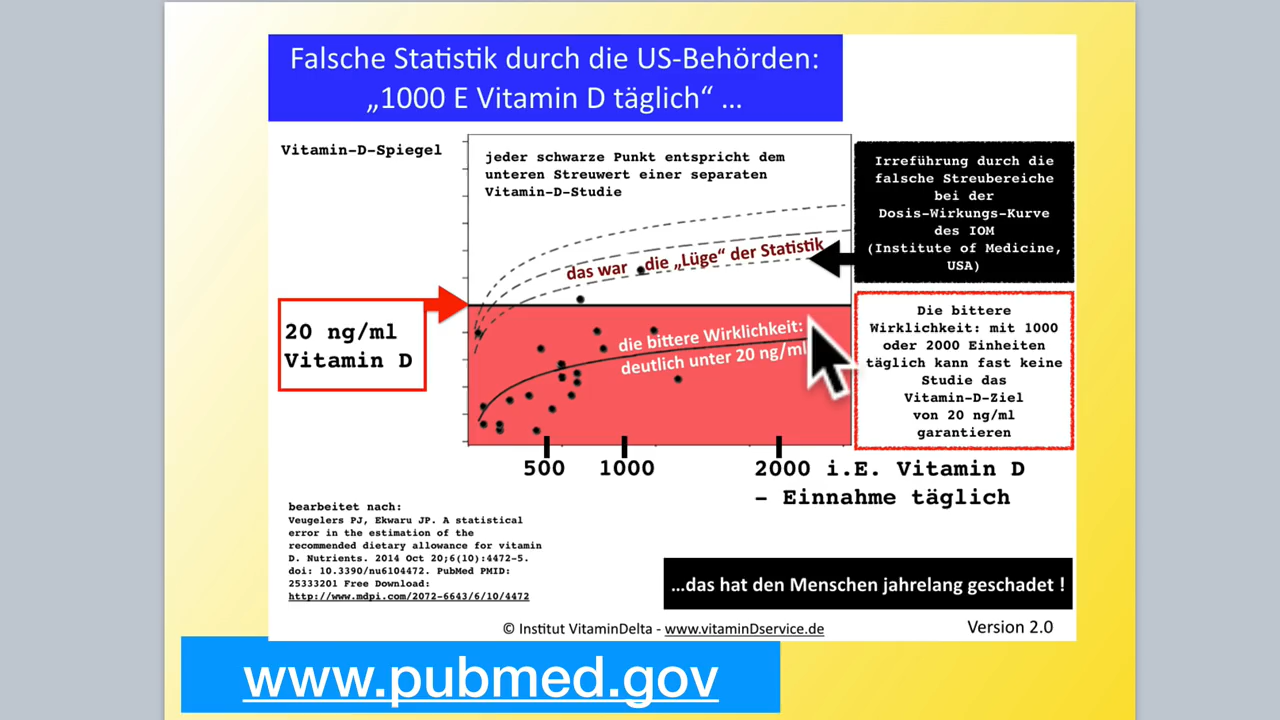 Falsche Statistik durch die US-Behörden:
„1000 E Vitamin D täglich“ ...
Vitamin-D-Spiegel
jeder schwarze Punkt entspricht dem
unteren Streuwert einer separaten
Vitamin-D-Studie
das war die „Lüge“ der Statistik
Irreführung durch die
falsche Streubereiche
bei der
Dosis-Wirkungs-Kurve
des IOM
(Institute of Medicine,
USA)
20 ng/ml
Vitamin D
die bittere Wirklichkeit:
deutlich unter 20 ng/ml
Die bittere
Wirklichkeit: mit 1000
oder 2000 Einheiten
täglich kann fast keine
Studie das
Vitamin-D-Ziel
von 20 ng/ml
garantieren
500 1000 2000 i.E. Vitamin D
- Einnahme täglich
bearbeitet nach:
Veugelers PJ, Ekwaru JP. A statistical
error in the estimation of the
recommended dietary allowance for vitamin
D. Nutrients. 2014 Oct 20;6(10):4472-5.
doi: 10.3390/nu6104472. PubMed PMID:
25333201 Free Download:
http://www.mdpi.com/2072-6643/6/10/4472
...das hat den Menschen jahrelang geschadet !
© Institut VitaminDelta - www.vitaminDservice.de
Version 2.0
www.pubmed.gov